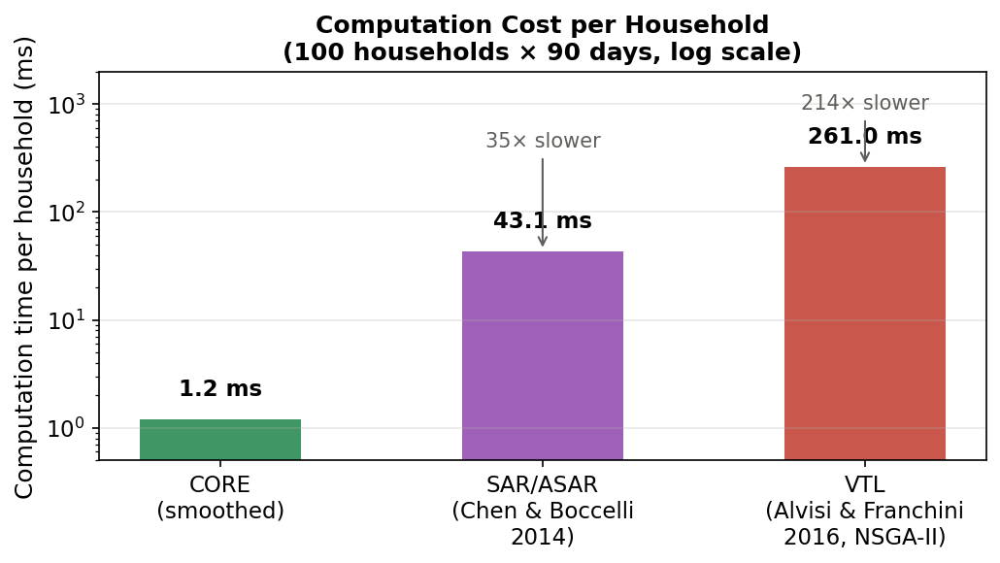 Computation Cost per Household
(100 households × 90 days, log scale)
Computation time per household (ms)
10³
10²
10¹
10⁰
214× slower
261.0 ms
35× slower
43.1 ms
1.2 ms
CORE
(smoothed)
SAR/ASAR
(Chen & Boccelli
2014)
VTL
(Alvisi & Franchini
2016, NSGA-II)